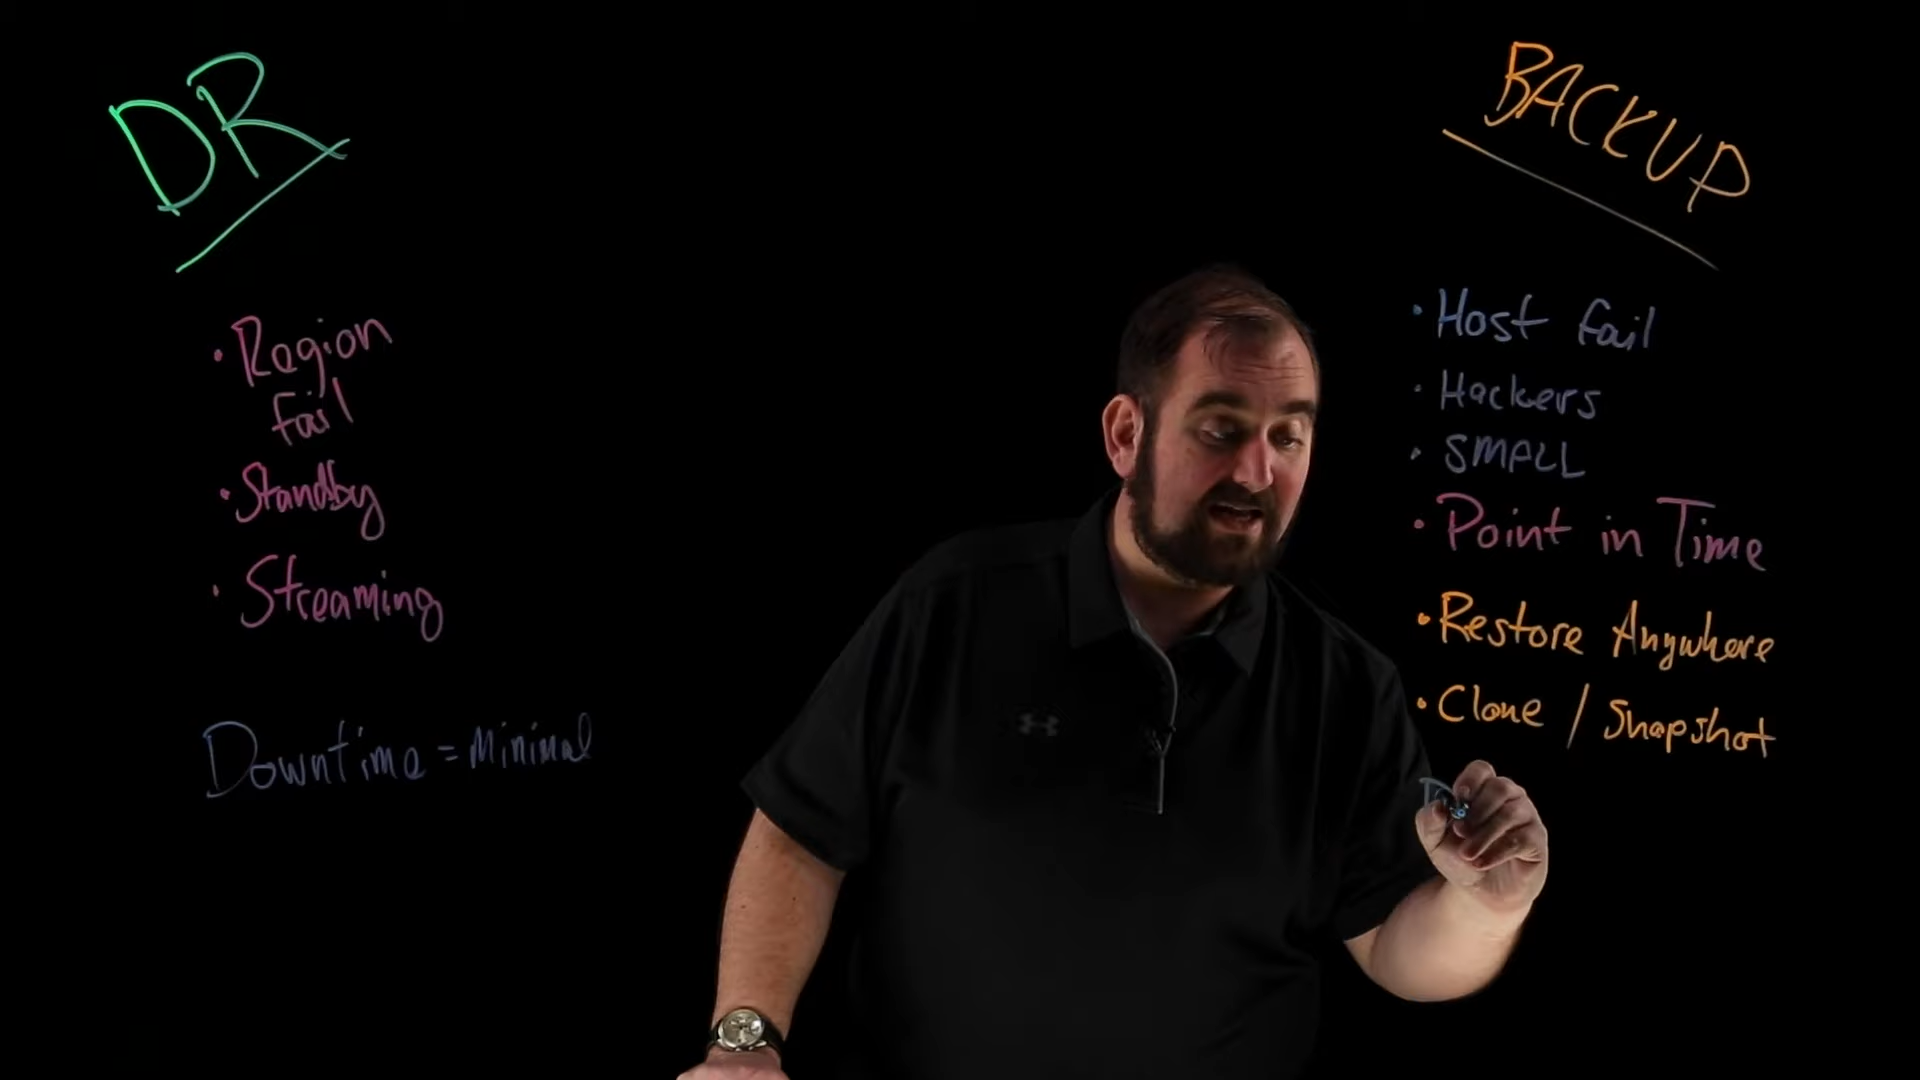 DR
• Region
Fail
• Standby
• Streaming
Downtime = Minimal
BACKUP
• Host Fail
• Hackers
• SMALL
• Point in Time
• Restore Anywhere
• Clone / Snapshot